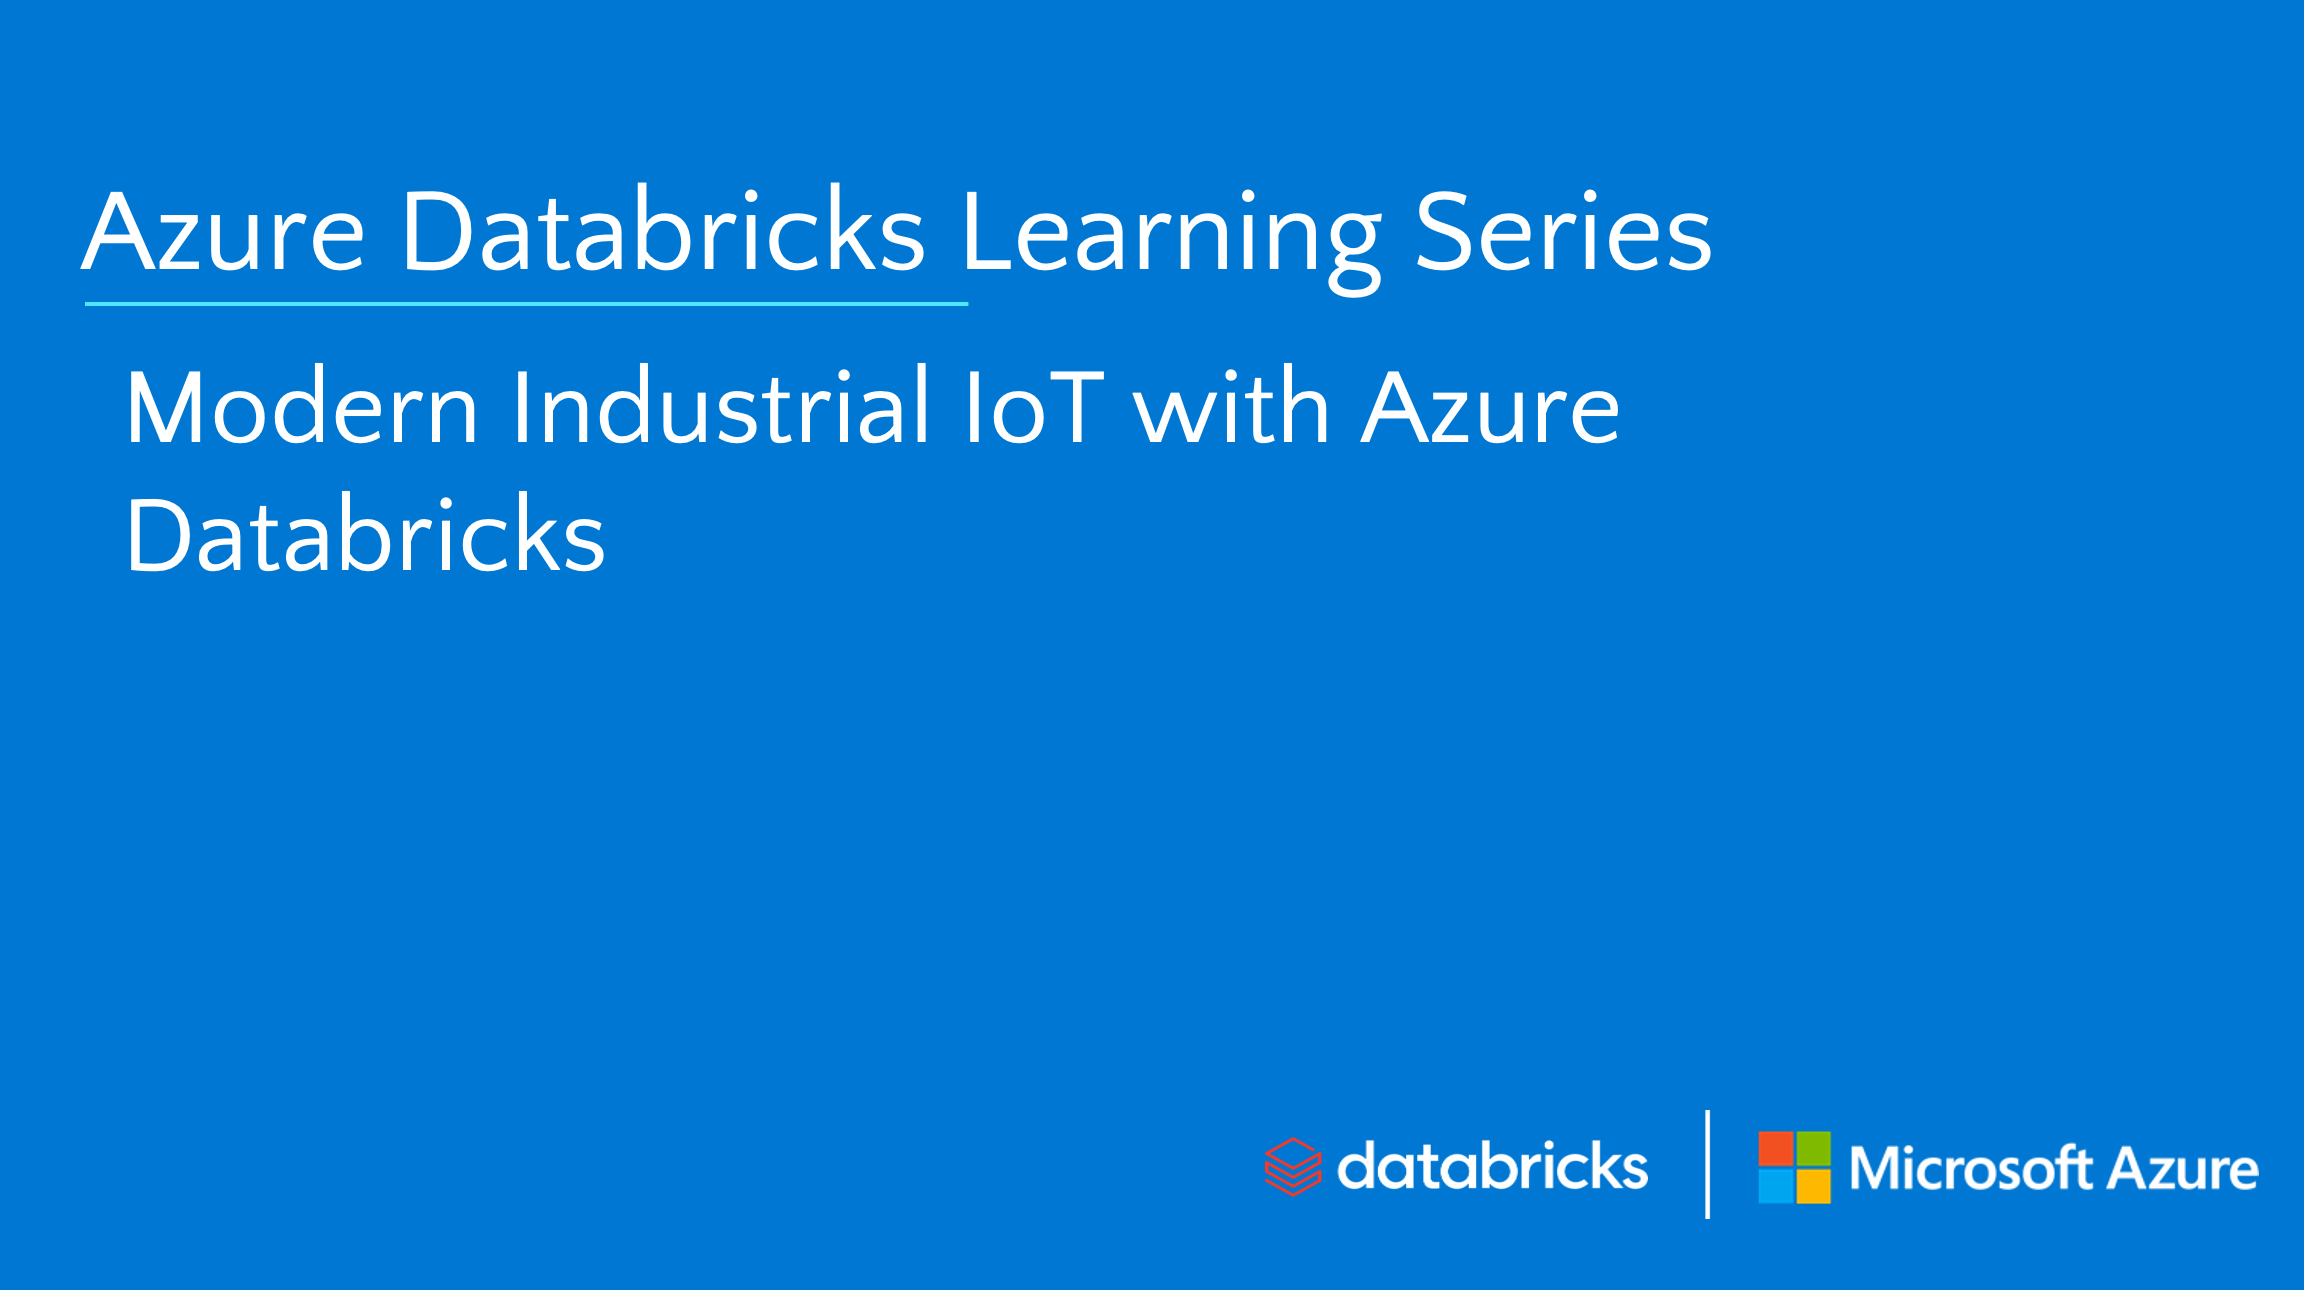 Azure Databricks Learning Series
Modern Industrial IoT with Azure
Databricks
databricks
Microsoft Azure